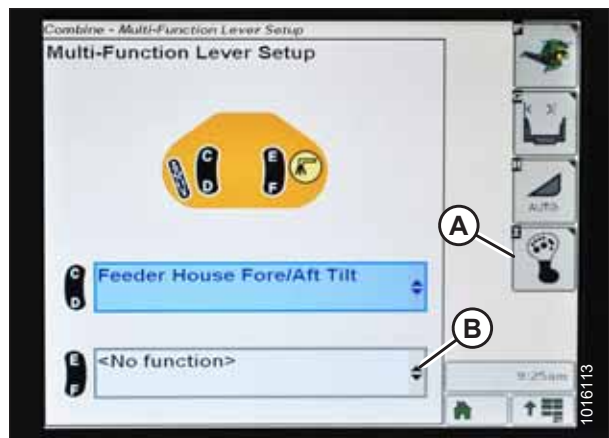 Combine - Multi-Function Lever Setup
Multi-Function Lever Setup
C
D
E
F
A
AUTO
C
D
Feeder House Fore/Aft Tilt
B
E
F
<No function>
9:25am
1016113